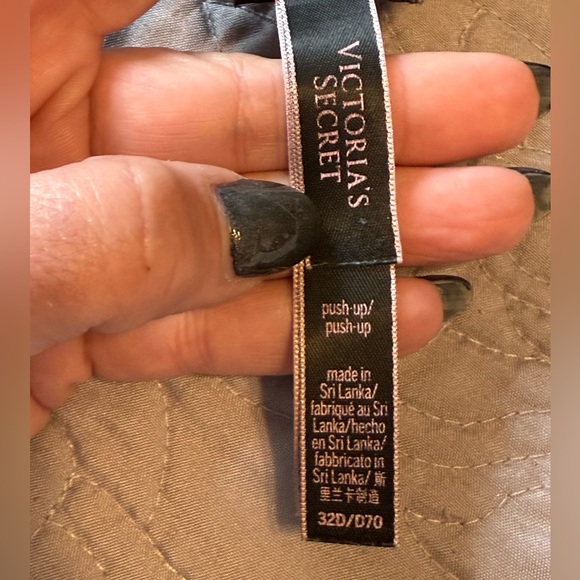 VICTORIA'S
SECRET
push-up/
push-up
made in
Sri Lanka/
fabriqué au Sri
Lanka/hecho
en Sri Lanka/
fabbricato in
Sri Lanka/ 斯
里兰卡制造
32D/D70